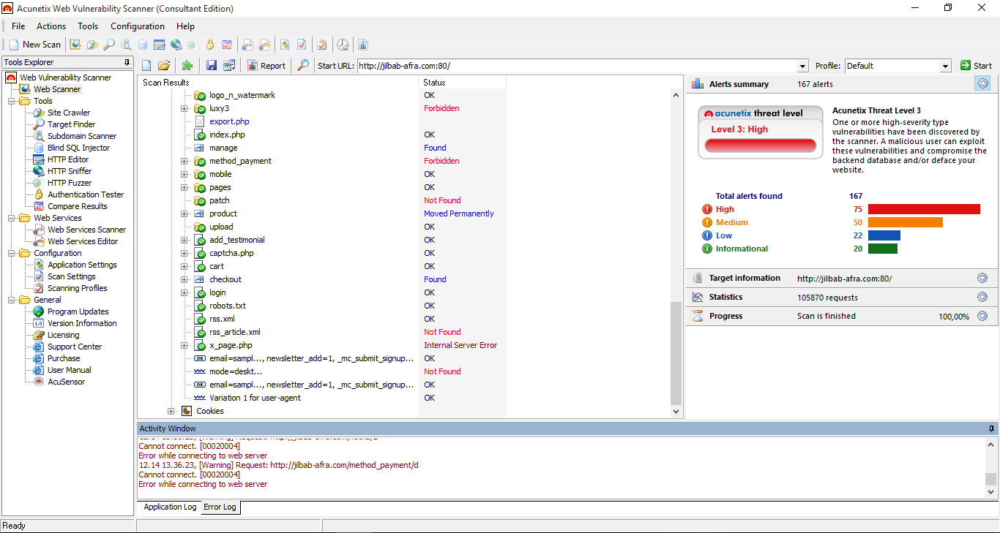 Acunetix Web Vulnerability Scanner (Consultant Edition)
File Actions Tools Configuration Help
New Scan
Tools Explorer
Web Vulnerability Scanner
Web Scanner
Tools
Site Crawler
Target Finder
Subdomain Scanner
Blind SQL Injector
HTTP Editor
HTTP Sniffer
HTTP Fuzzer
Authentication Tester
Compare Results
Web Services
Web Services Scanner
Web Services Editor
Configuration
Application Settings
Scan Settings
Scanning Profiles
General
Program Updates
1.0 Version Information
Licensing
Support Center
Purchase
User Manual
AcuSensor
Report Start URL: http://jilbab-afra.com:80/ Profile: Default Start
Scan Results Status
logo_n_watermark OK
luxy3 Forbidden
export.php
index.php OK
manage Found
method_payment Forbidden
mobile OK
pages OK
patch Not Found
product Moved Permanently
upload OK
add_testimonial OK
captcha.php OK
cart OK
checkout Found
login OK
robots.txt OK
rss.xml OK
rss_article.xml Not Found
x_page.php Internal Server Error
OK email=sampl..., newsletter_add=1, _mc_submit_signup... OK
mode=deskt... Not Found
OK email=sampl..., newsletter_add=1, _mc_submit_signup... OK
Variation 1 for user-agent OK
Cookies
Alerts summary 167 alerts
acunetix threat level
Level 3: High
Acunetix Threat Level 3
One or more high-severity type
vulnerabilities have been discovered by
the scanner. A malicious user can exploit
these vulnerabilities and compromise the
backend database and/or deface your
website.
Total alerts found 167
High 75
Medium 50
Low 22
Informational 20
Target information http://jilbab-afra.com:80/
Statistics 105870 requests
Progress Scan is finished 100,00%
Activity Window
Cannot connect. [00020004]
Error while connecting to web server
12.14 13.36.23, [Warning] Request: http://jilbab-afra.com/method_payment/d
Cannot connect. [00020004]
Error while connecting to web server
Application Log Error Log
Ready